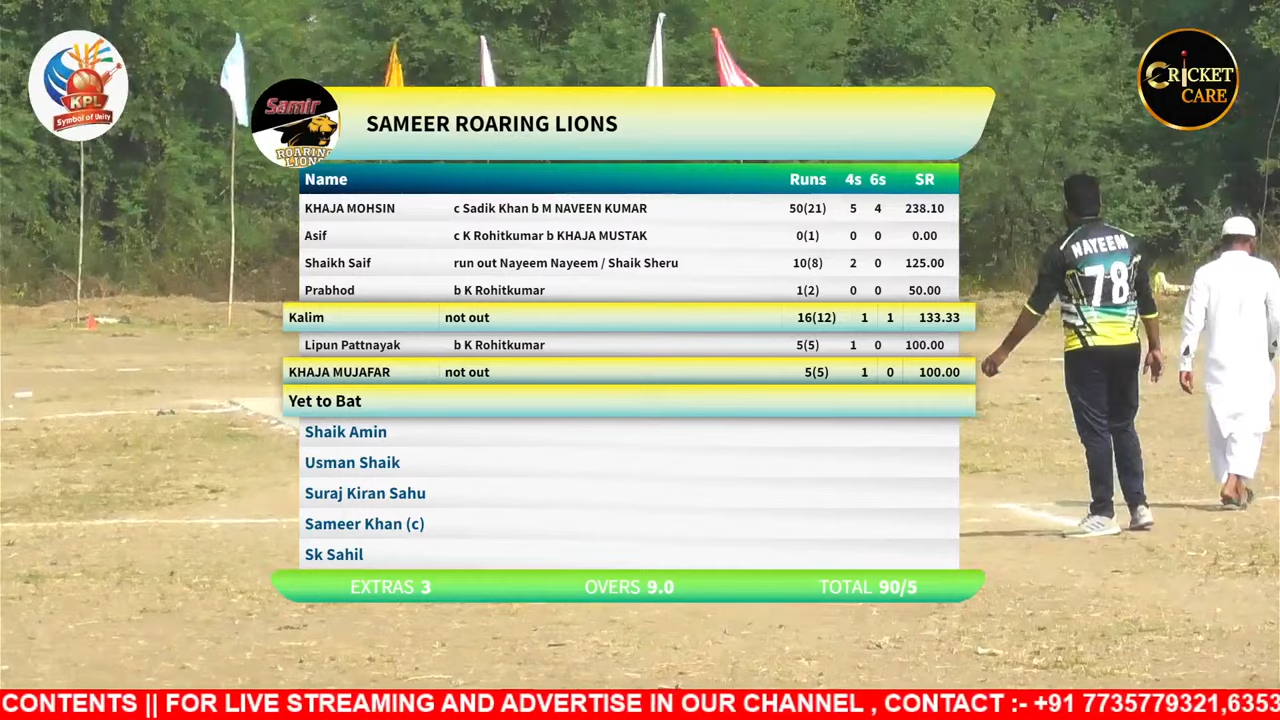 KPL
Symbol of Unity
CRICKET
CARE
Samir
ROARING
LIONS
SAMEER ROARING LIONS
Name Runs 4s 6s SR
KHAJA MOHSIN c Sadik Khan b M NAVEEN KUMAR 50(21) 5 4 238.10
Asif c K Rohitkumar b KHAJA MUSTAK 0(1) 0 0 0.00
Shaikh Saif run out Nayeem Nayeem / Shaik Sheru 10(8) 2 0 125.00
Prabhod b K Rohitkumar 1(2) 0 0 50.00
Kalim not out 16(12) 1 1 133.33
Lipun Pattnayak b K Rohitkumar 5(5) 1 0 100.00
KHAJA MUJAFAR not out 5(5) 1 0 100.00
Yet to Bat
Shaik Amin
Usman Shaik
Suraj Kiran Sahu
Sameer Khan (c)
Sk Sahil
EXTRAS 3 OVERS 9.0 TOTAL 90/5
NAYEEM
78
CONTENTS || FOR LIVE STREAMING AND ADVERTISE IN OUR CHANNEL , CONTACT :- +91 7735779321,6353